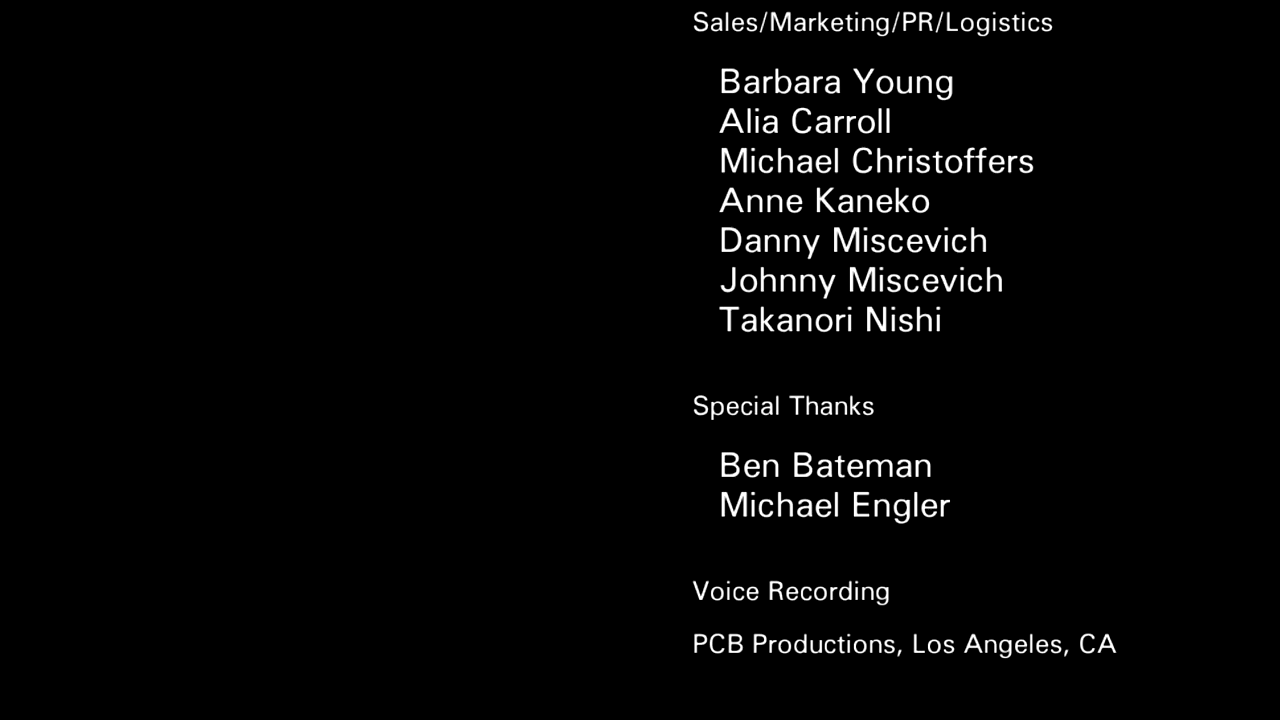 Sales/Marketing/PR/Logistics
Barbara Young
Alia Carroll
Michael Christoffers
Anne Kaneko
Danny Miscevich
Johnny Miscevich
Takanori Nishi
Special Thanks
Ben Bateman
Michael Engler
Voice Recording
PCB Productions, Los Angeles, CA